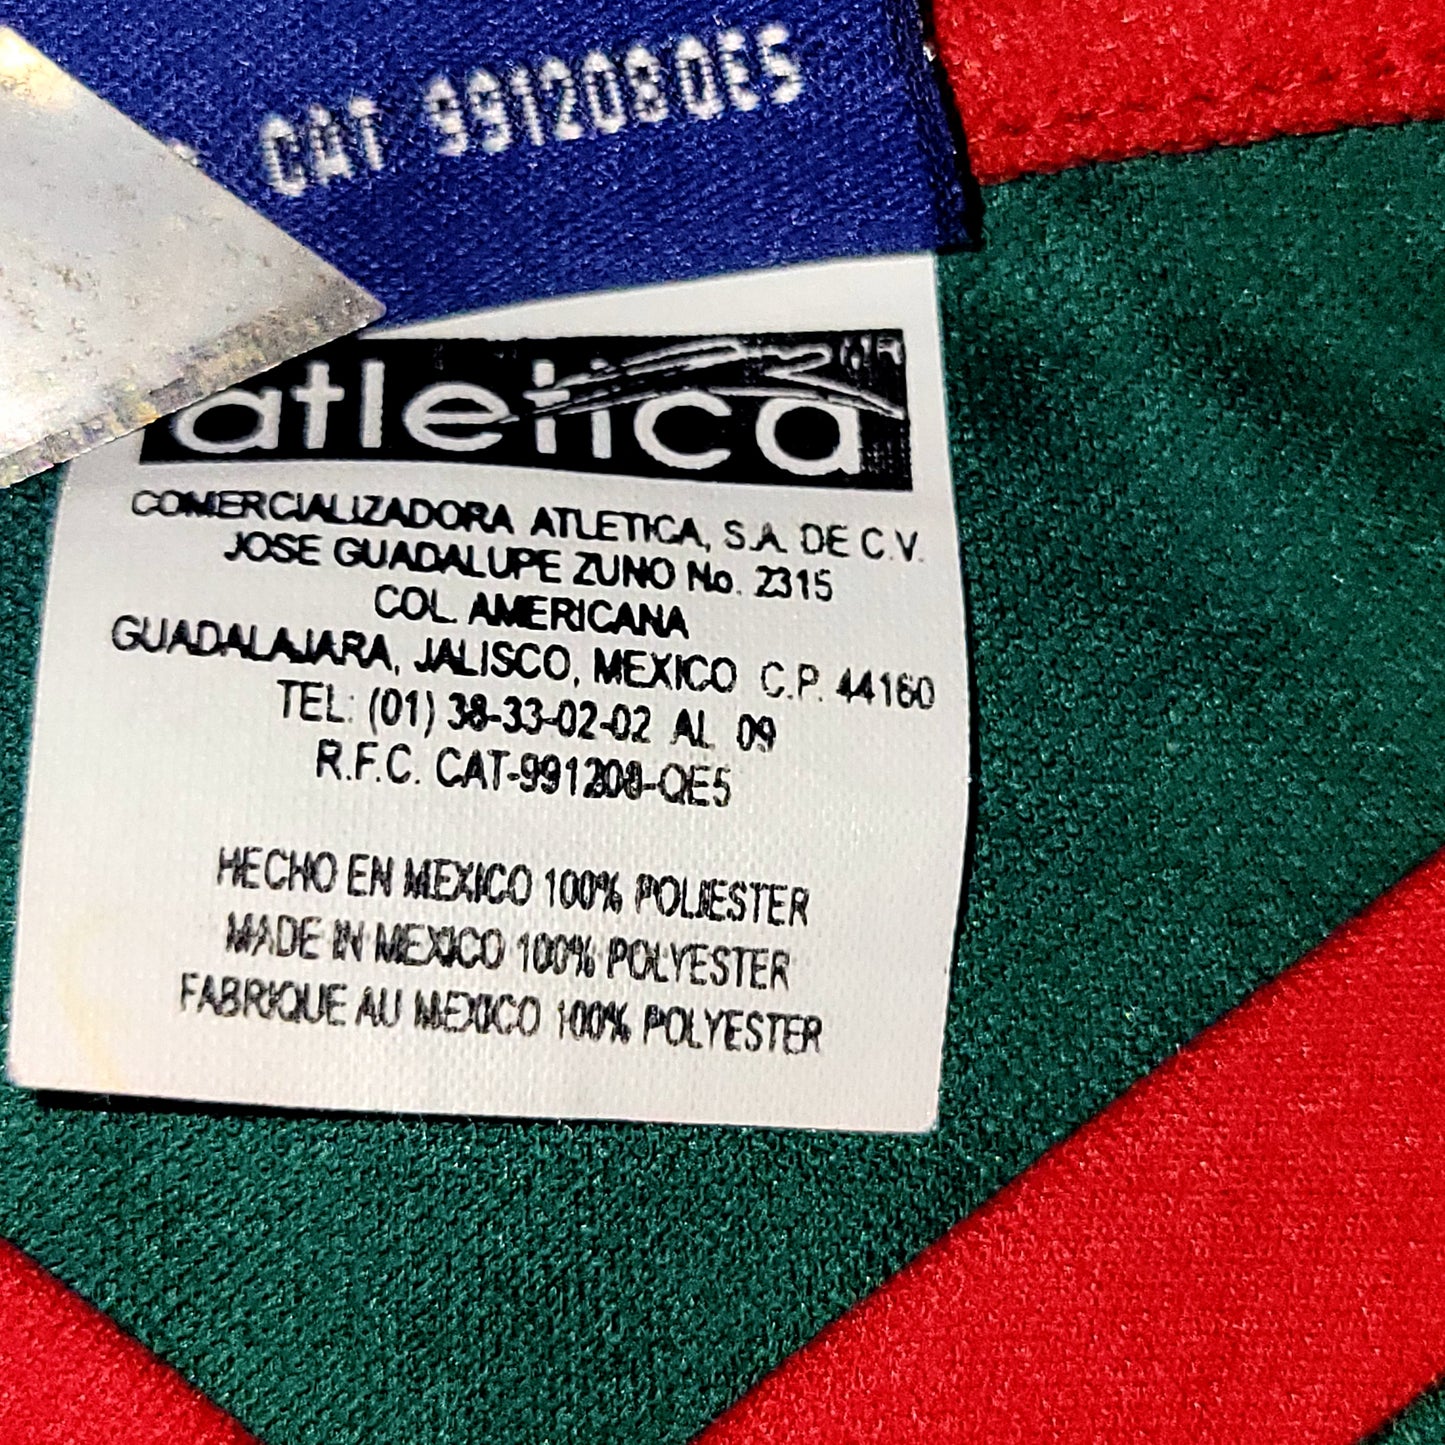 CAT 991208QE5
atletica
COMERCIALIZADORA ATLETICA, S.A. DE C.V.
JOSE GUADALUPE ZUNO No. 2315
COL. AMERICANA
GUADALAJARA, JALISCO, MEXICO C.P. 44160
TEL: (01) 38-33-02-02 AL 09
R.F.C. CAT-991208-QE5
HECHO EN MEXICO 100% POLIESTER
MADE IN MEXICO 100% POLYESTER
FABRIQUE AU MEXICO 100% POLYESTER